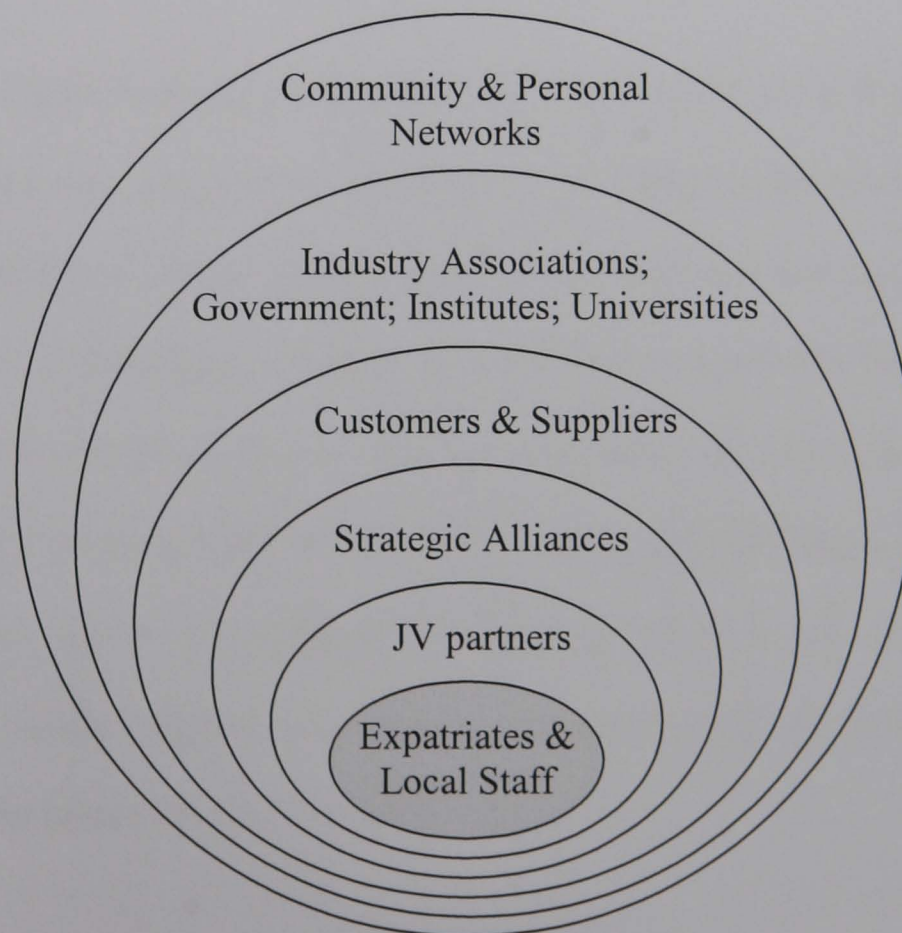 Community & Personal
Networks
Industry Associations;
Government; Institutes; Universities
Customers & Suppliers
Strategic Alliances
JV partners
Expatriates &
Local Staff